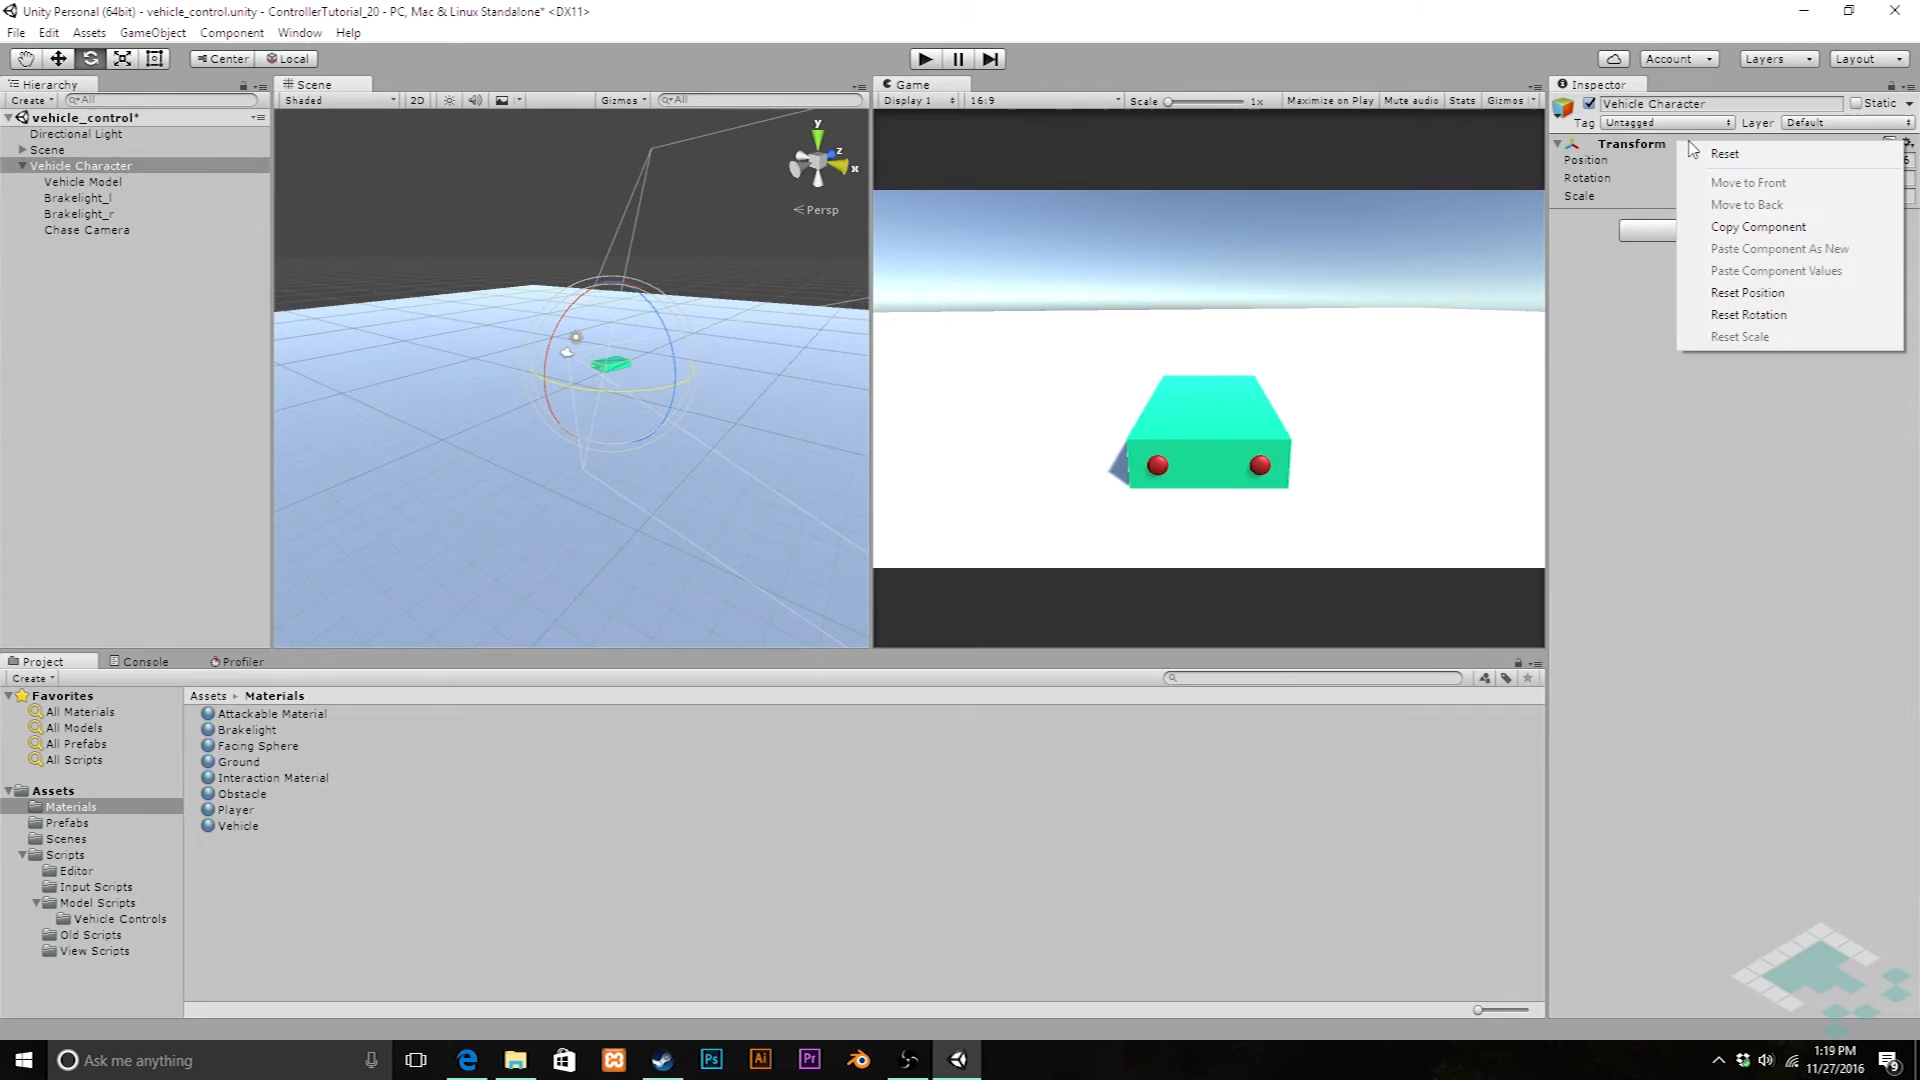 Unity Personal (64bit) - vehicle_control.unity - ControllerTutorial_20 - PC, Mac & Linux Standalone* <DX11>
File Edit Assets GameObject Component Window Help
Center Local
Account Layers Layout
Hierarchy
Create All
vehicle_control*
Directional Light
Scene
Vehicle Character
Vehicle Model
Brakelight_l
Brakelight_r
Chase Camera
Scene
Shaded 2D Gizmos All
y
z
x
Persp
Game
Display 1 16:9 Scale 1x Maximize on Play Mute audio Stats Gizmos
Inspector
Vehicle Character Static
Tag Untagged Layer Default
Transform
Position
Rotation
Scale
6
Reset
Move to Front
Move to Back
Copy Component
Paste Component As New
Paste Component Values
Reset Position
Reset Rotation
Reset Scale
Project Console Profiler
Create
Favorites
All Materials
All Models
All Prefabs
All Scripts
Assets
Materials
Prefabs
Scenes
Scripts
Editor
Input Scripts
Model Scripts
Vehicle Controls
Old Scripts
View Scripts
Assets Materials
Attackable Material
Brakelight
Facing Sphere
Ground
Interaction Material
Obstacle
Player
Vehicle
Ask me anything
Ps Ai Pr
1:19 PM
11/27/2016
9